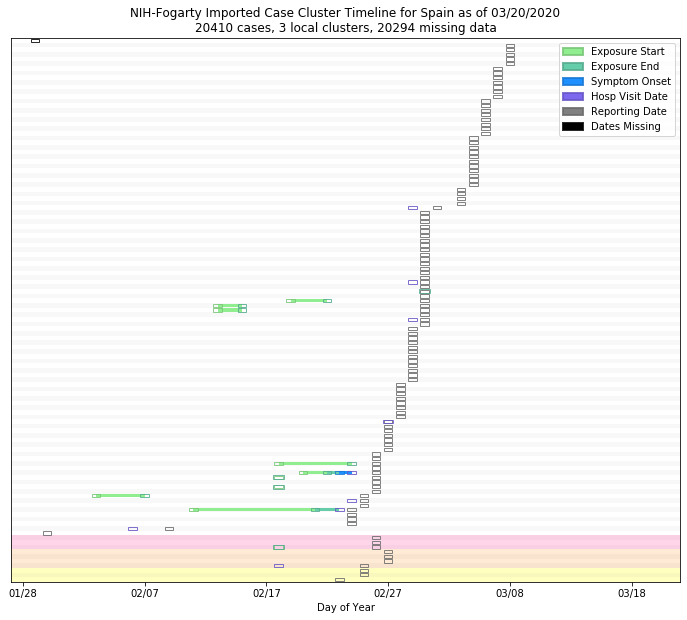 NIH-Fogarty Imported Case Cluster Timeline for Spain as of 03/20/2020
20410 cases, 3 local clusters, 20294 missing data
Exposure Start
Exposure End
Symptom Onset
Hosp Visit Date
Reporting Date
Dates Missing
01/28 02/07 02/17 02/27 03/08 03/18
Day of Year